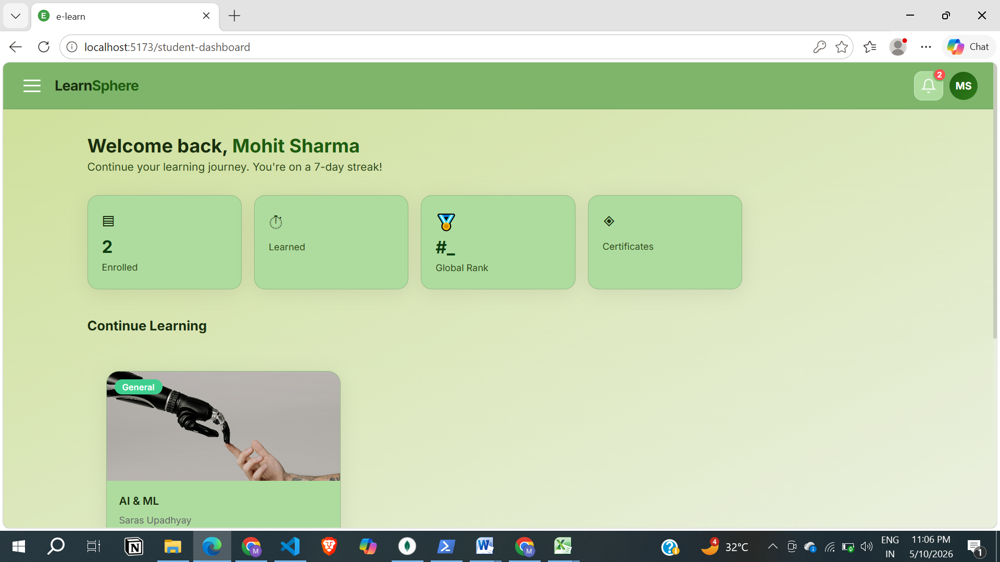 E e-learn
localhost:5173/student-dashboard
Chat
LearnSphere
2
MS
Welcome back, Mohit Sharma
Continue your learning journey. You're on a 7-day streak!
2
Enrolled
Learned
#_
Global Rank
Certificates
Continue Learning
General
AI & ML
Saras Upadhyay
4
32°C
ENG
IN
11:06 PM
5/10/2026
1